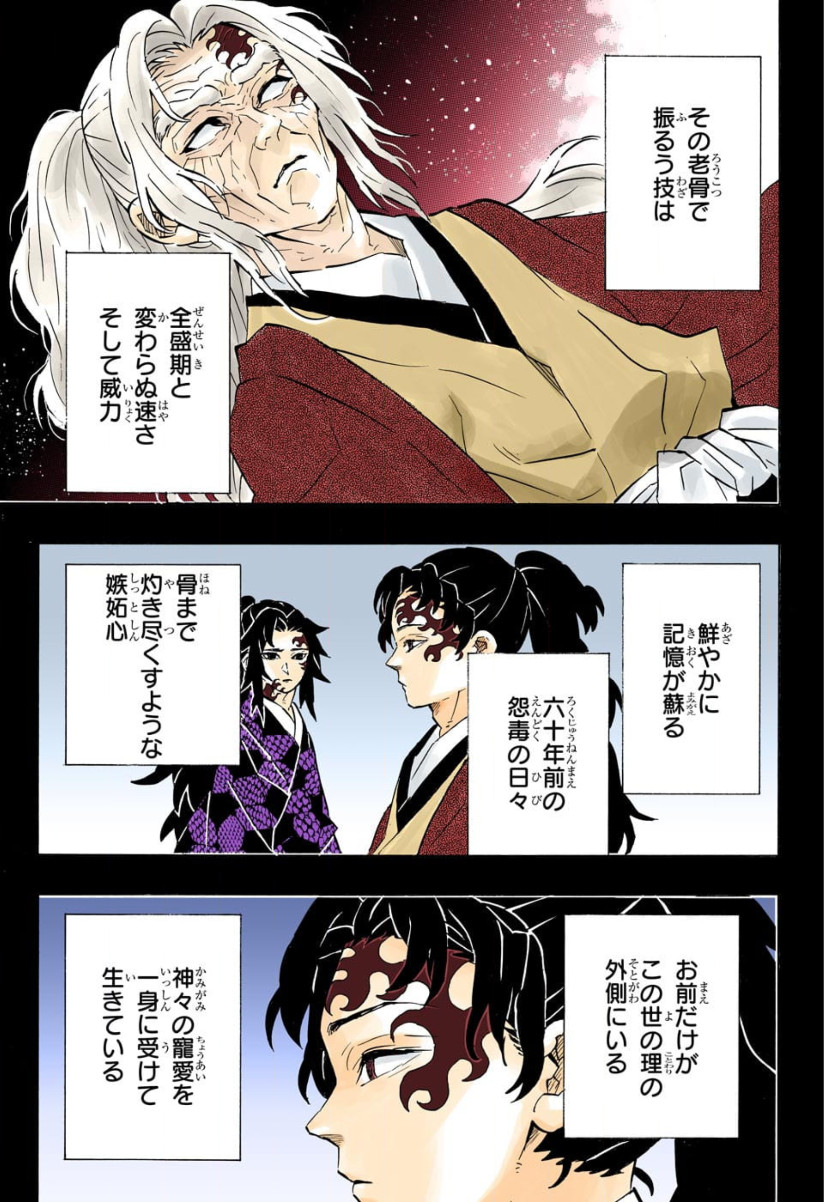 その老骨で
振るう技は
全盛期と
変わらぬ速さ
そして威力
鮮やかに
記憶が蘇る
六十年前の
怨毒の日々
骨まで
灼き尽くすような
嫉妬心
お前だけが
この世の理の
外側にいる
神々の寵愛を
一身に受けて
生きている